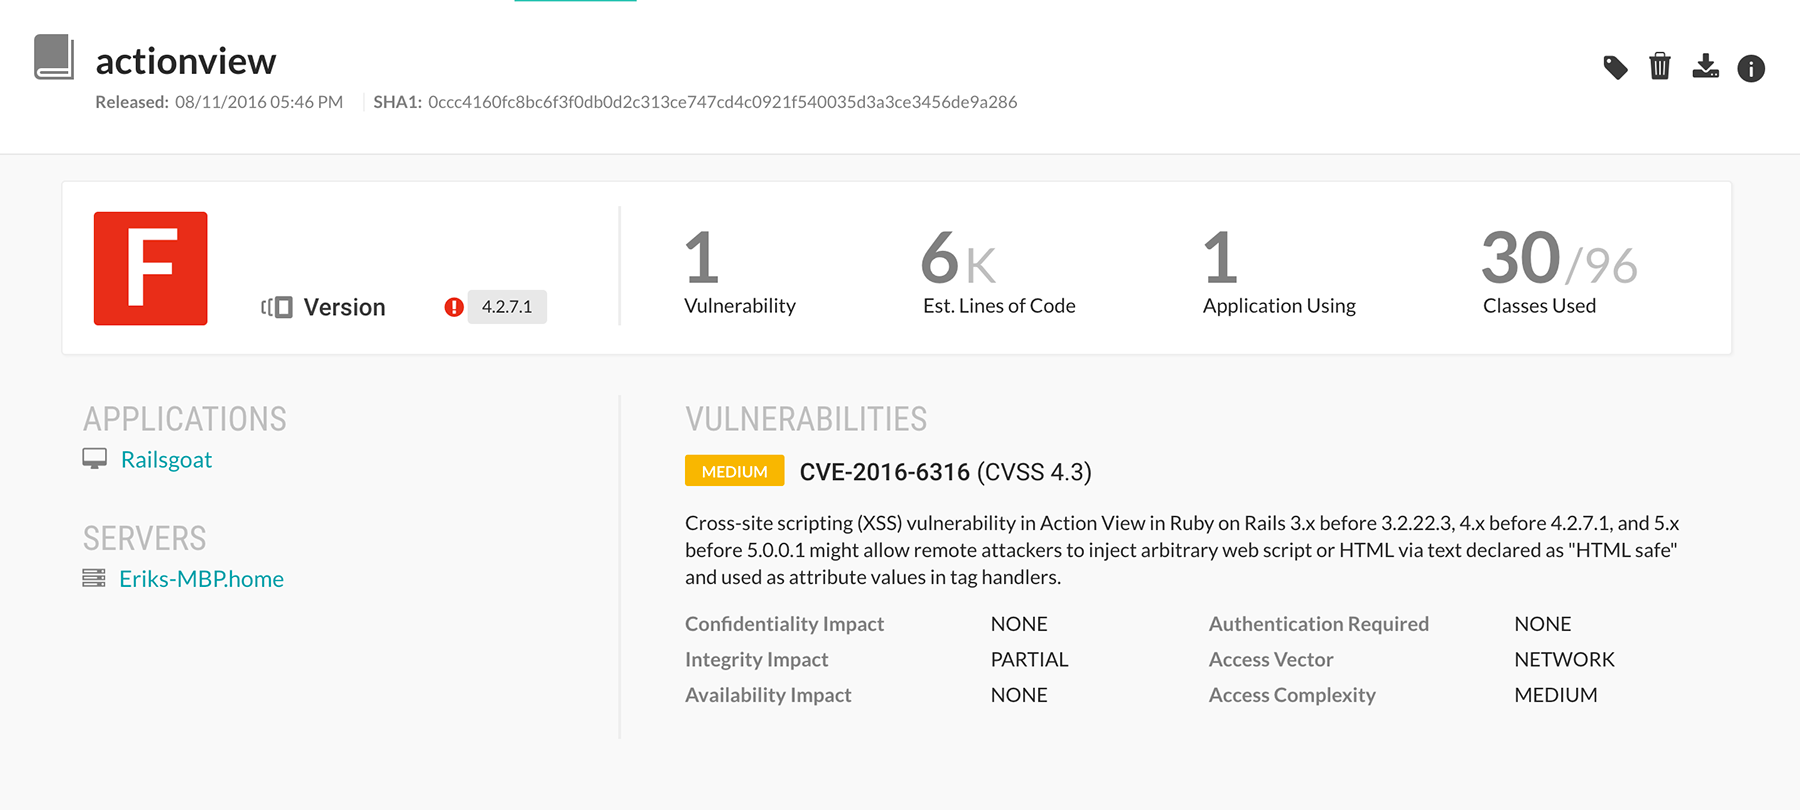 actionview
Released: 08/11/2016 05:46 PM SHA1: 0ccc4160fc8bc6f3f0db0d2c313ce747cd4c0921f540035d3a3ce3456de9a286
F
Version 4.2.7.1
1
Vulnerability
6K
Est. Lines of Code
1
Application Using
30/96
Classes Used
APPLICATIONS
Railsgoat
SERVERS
Eriks-MBP.home
VULNERABILITIES
MEDIUM CVE-2016-6316 (CVSS 4.3)
Cross-site scripting (XSS) vulnerability in Action View in Ruby on Rails 3.x before 3.2.22.3, 4.x before 4.2.7.1, and 5.x
before 5.0.0.1 might allow remote attackers to inject arbitrary web script or HTML via text declared as "HTML safe"
and used as attribute values in tag handlers.
Confidentiality Impact NONE Authentication Required NONE
Integrity Impact PARTIAL Access Vector NETWORK
Availability Impact NONE Access Complexity MEDIUM